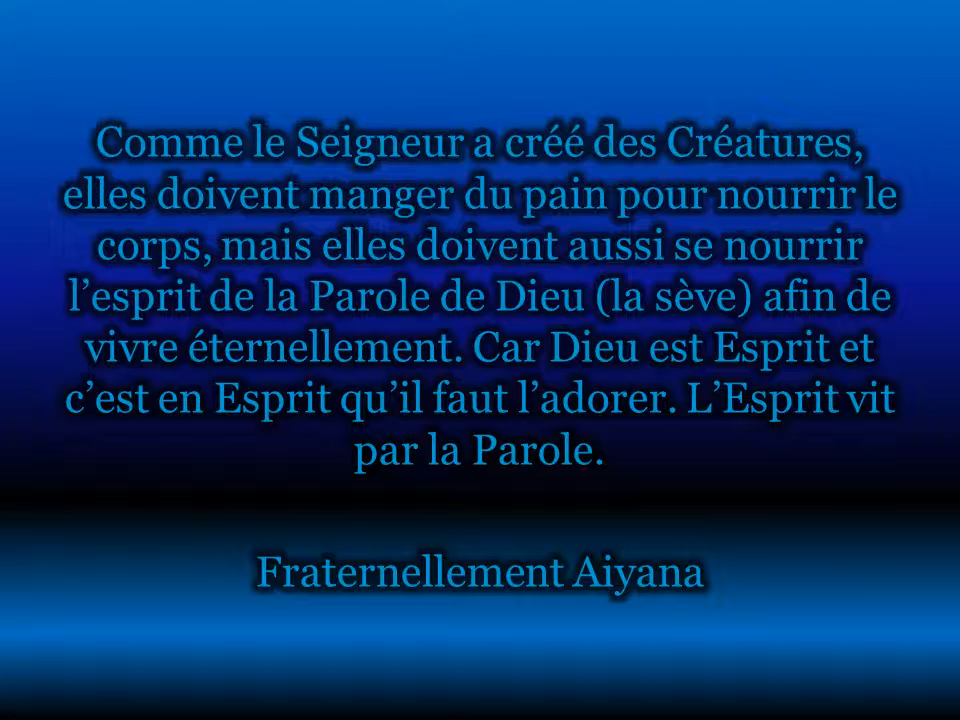 Comme le Seigneur a créé des Créatures,
elles doivent manger du pain pour nourrir le
corps, mais elles doivent aussi se nourrir
l’esprit de la Parole de Dieu (la sève) afin de
vivre éternellement. Car Dieu est Esprit et
c’est en Esprit qu’il faut l’adorer. L’Esprit vit
par la Parole.
Fraternellement Aiyana